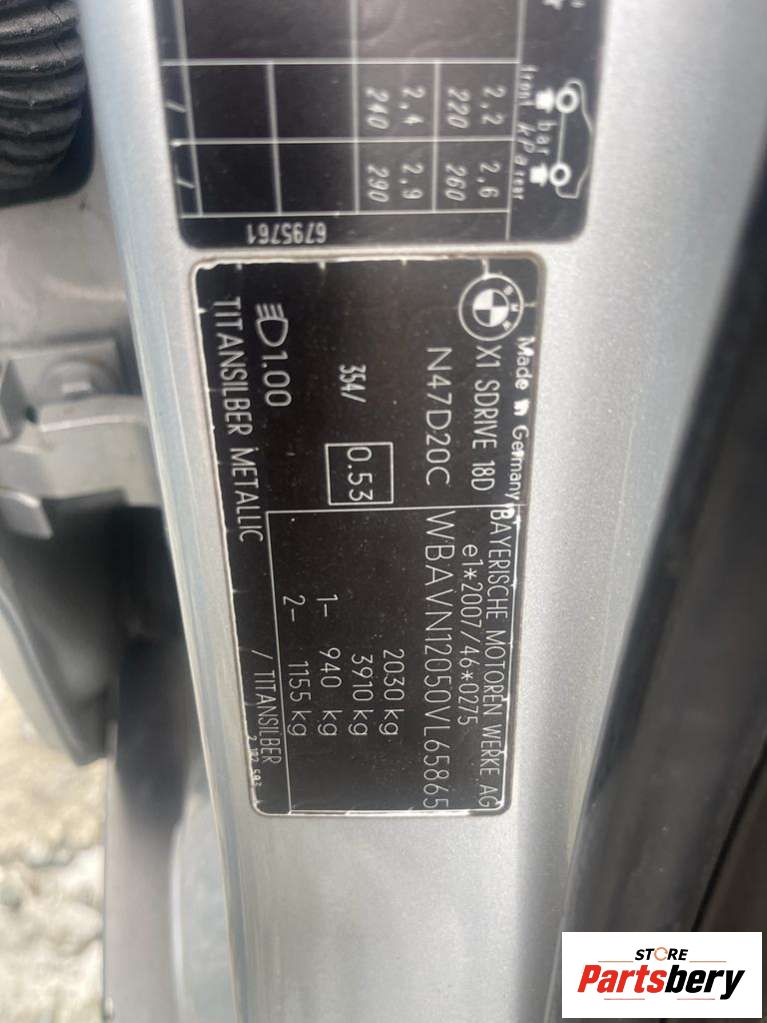 front bar rear
kPa
2,2 2,6
220 260
2,4 2,9
240 290
/ /
6795761
Made in Germany
BAYERISCHE MOTOREN WERKE AG
X1 SDRIVE 18D e1*2007/46*0275
N47D20C WBAVN12050VL65865
2030 kg
354/ 0.53 3910 kg
1- 940 kg
1.00 2- 1155 kg
TITANSILBER METALLIC / TITANSILBER
STORE
Partsbery